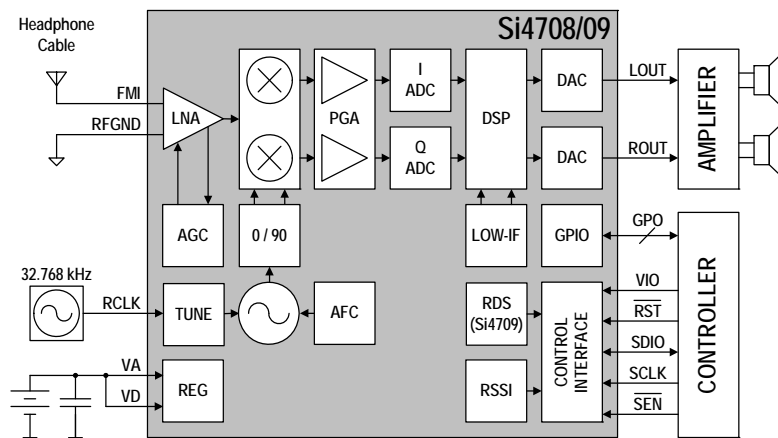 Headphone
Cable
Si4708/09
FMI
RFGND
LNA
PGA
I
ADC
Q
ADC
DSP
DAC
DAC
LOUT
ROUT
AMPLIFIER
AGC
0 / 90
LOW-IF
GPIO
GPO
32.768 kHz
RCLK
TUNE
AFC
RDS
(Si4709)
CONTROL
INTERFACE
VIO
RST
SDIO
SCLK
SEN
CONTROLLER
VA
VD
REG
RSSI